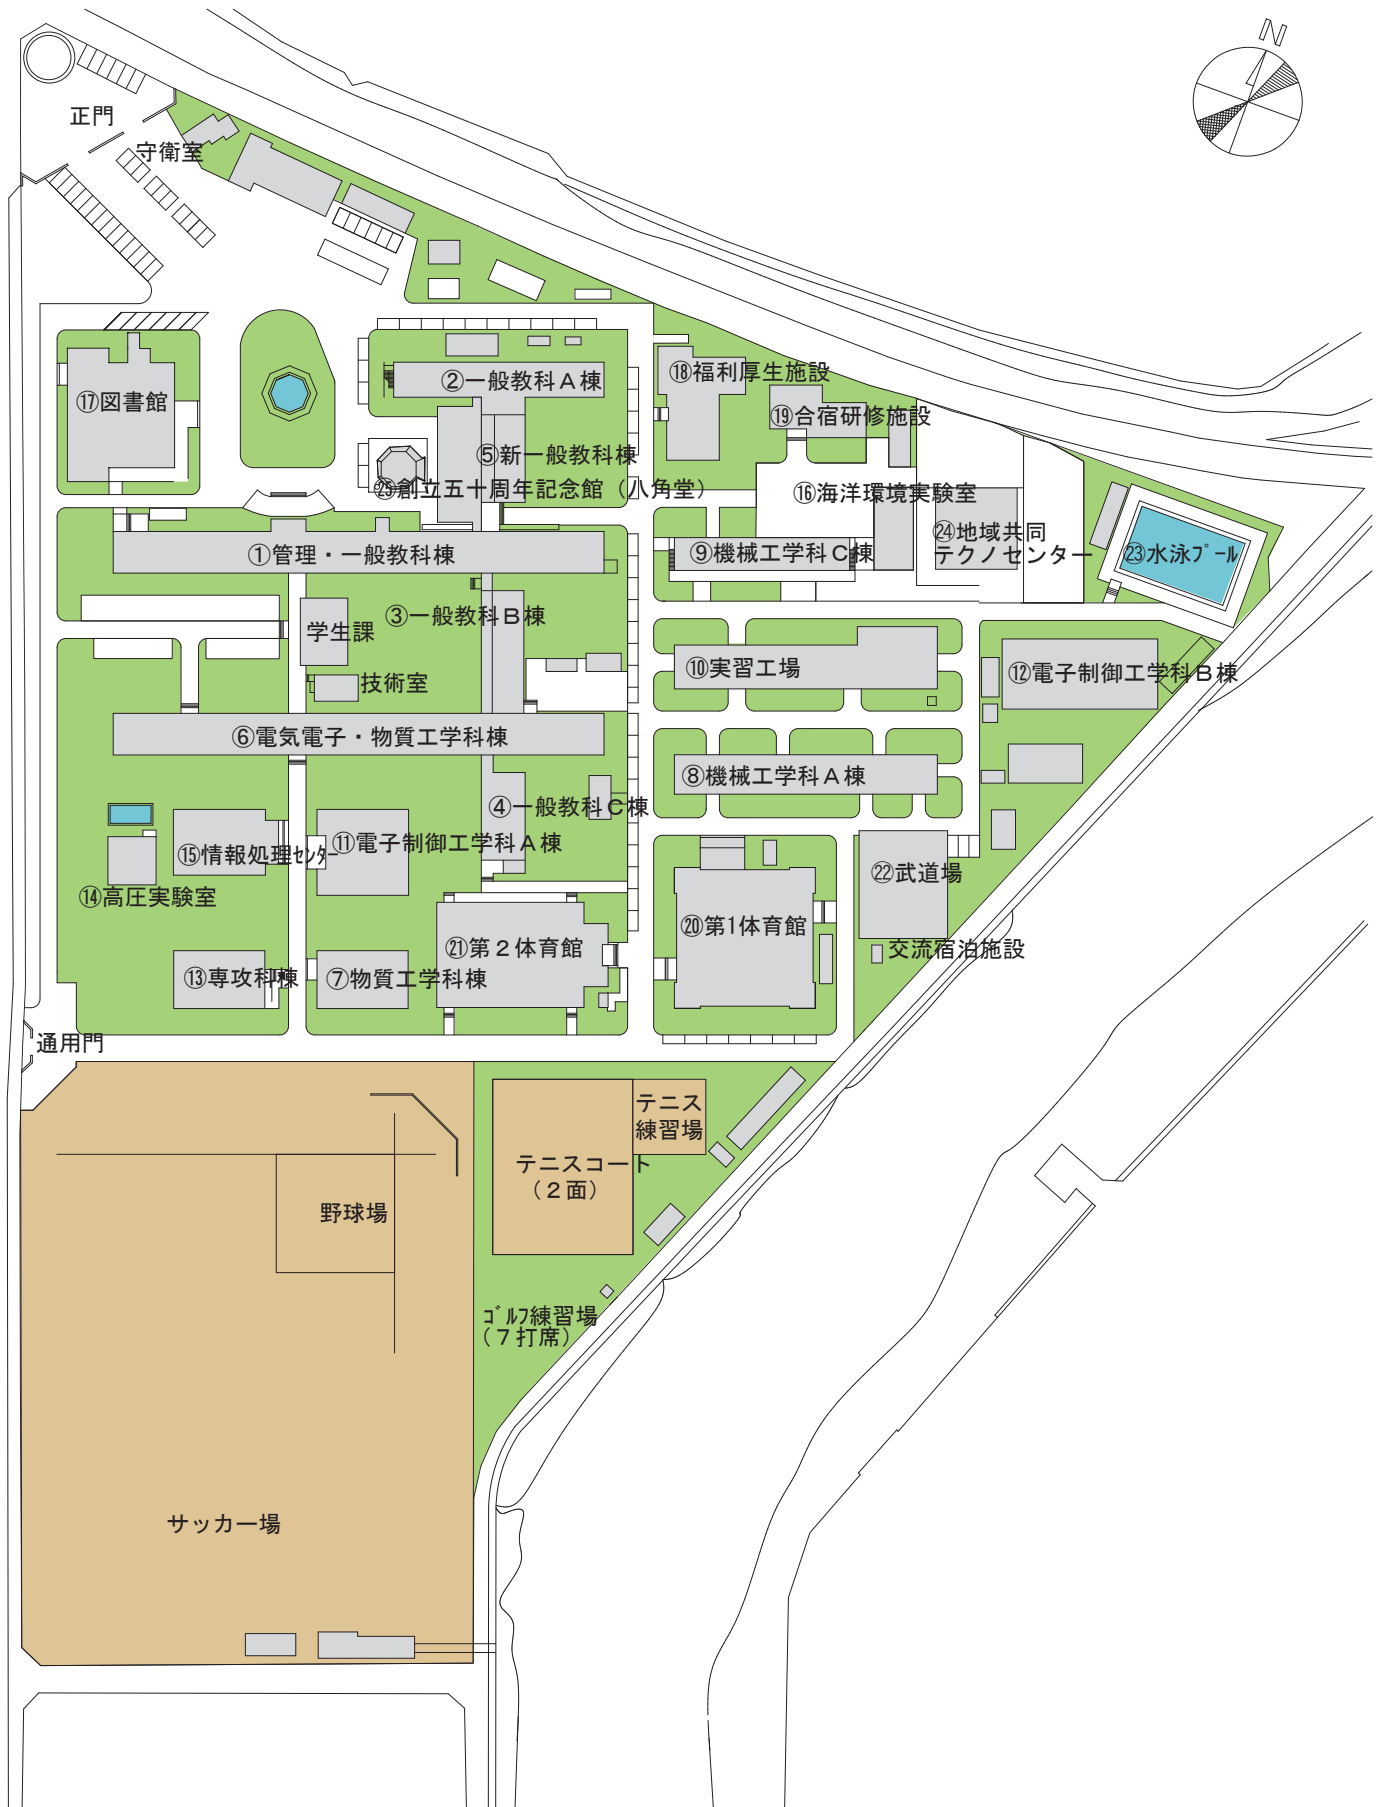 N
正門
守衛室
②一般教科A棟
⑱福利厚生施設
⑰図書館
⑲合宿研修施設
⑤新一般教科棟
㉕創立五十周年記念館（八角堂）
⑯海洋環境実験室
㉔地域共同
テクノセンター
①管理・一般教科棟
⑨機械工学科C棟
㉓水泳プール
③一般教科B棟
学生課
⑩実習工場
⑫電子制御工学科B棟
技術室
⑥電気電子・物質工学科棟
⑧機械工学科A棟
④一般教科C棟
⑪電子制御工学科A棟
⑮情報処理センター
㉒武道場
⑭高圧実験室
⑳第1体育館
㉑第２体育館
交流宿泊施設
⑬専攻科棟
⑦物質工学科棟
通用門
テニス
練習場
テニスコート
（２面）
野球場
ゴルフ練習場
（７打席）
サッカー場